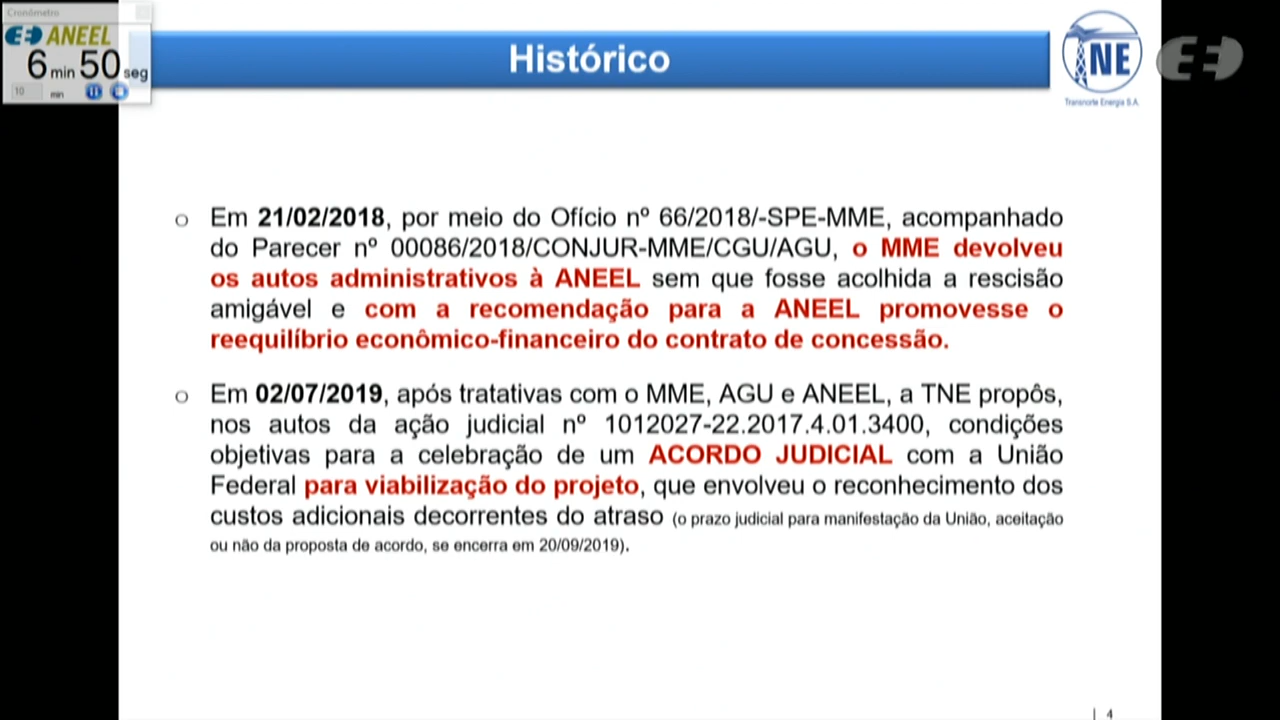 Cronômetro
ANEEL
6 min 50 seg
10 min
Histórico
TNE
Transnorte Energia S.A.
o Em 21/02/2018, por meio do Ofício nº 66/2018/-SPE-MME, acompanhado
do Parecer nº 00086/2018/CONJUR-MME/CGU/AGU, o MME devolveu
os autos administrativos à ANEEL sem que fosse acolhida a rescisão
amigável e com a recomendação para a ANEEL promovesse o
reequilíbrio econômico-financeiro do contrato de concessão.
o Em 02/07/2019, após tratativas com o MME, AGU e ANEEL, a TNE propôs,
nos autos da ação judicial nº 1012027-22.2017.4.01.3400, condições
objetivas para a celebração de um ACORDO JUDICIAL com a União
Federal para viabilização do projeto, que envolveu o reconhecimento dos
custos adicionais decorrentes do atraso (o prazo judicial para manifestação da União, aceitação
ou não da proposta de acordo, se encerra em 20/09/2019).
| 4